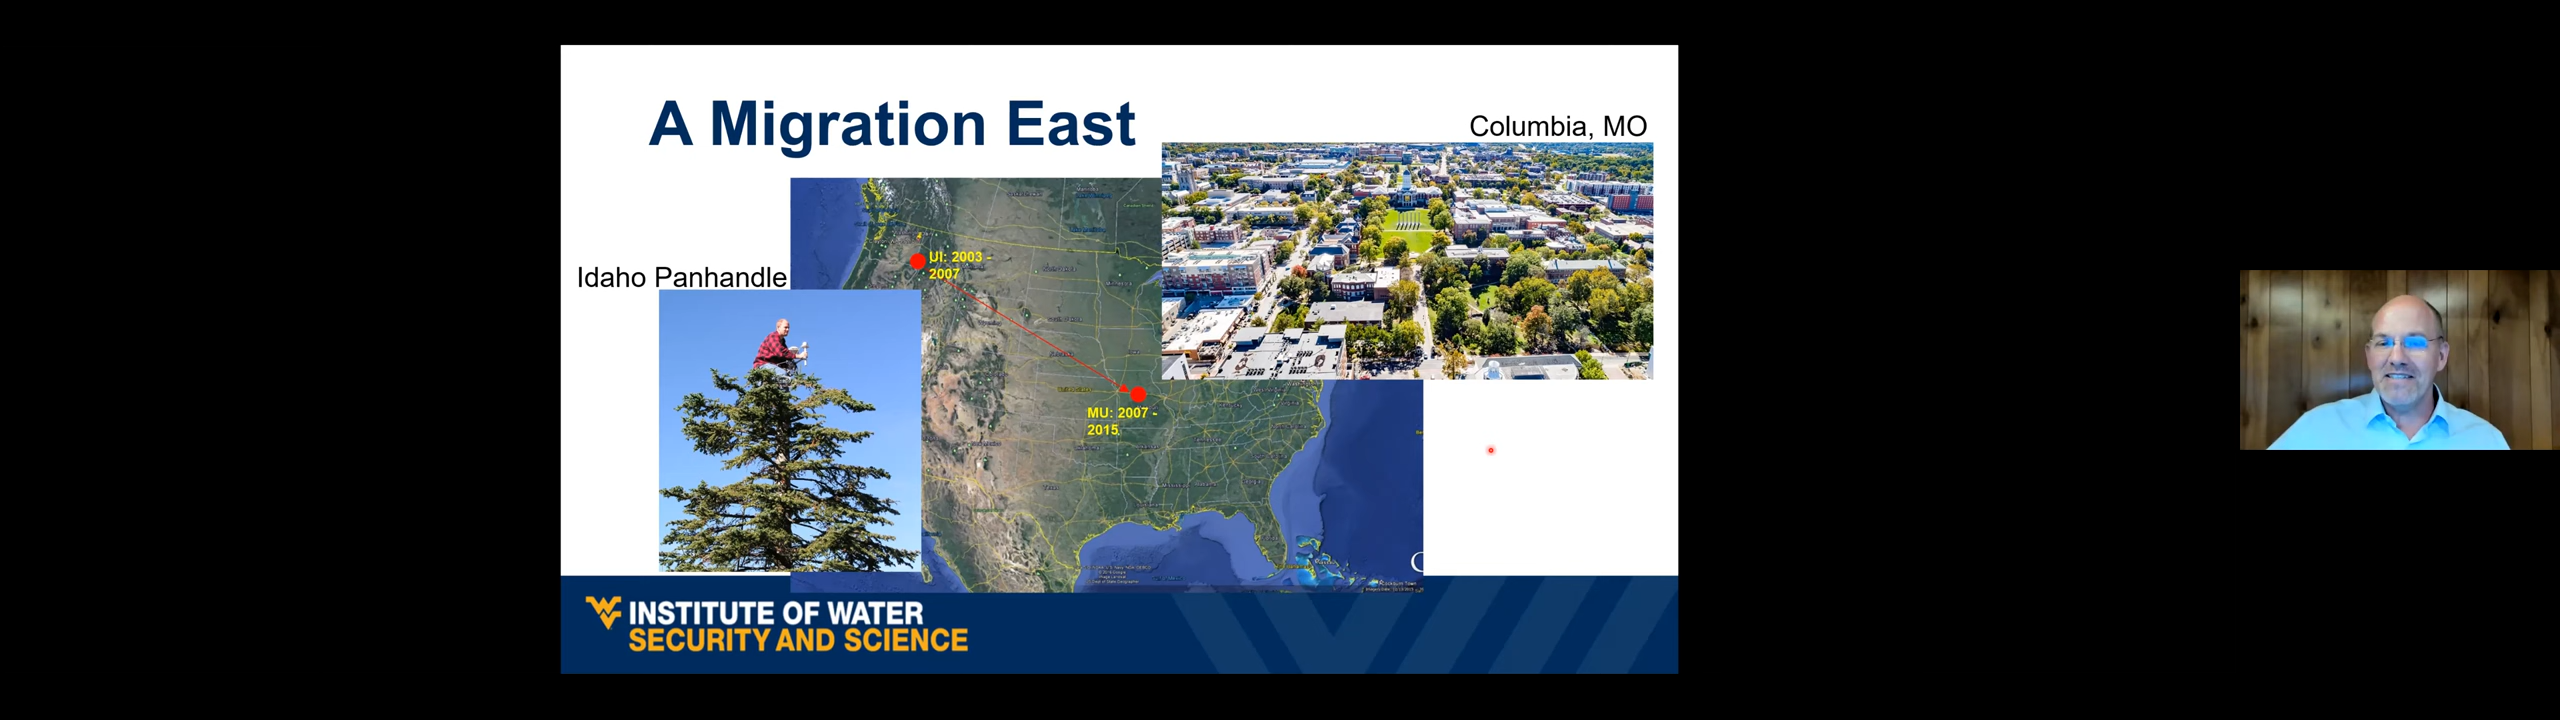 A Migration East
Columbia, MO
UI: 2003 -
2007
Idaho Panhandle
MU: 2007 -
2015
INSTITUTE OF WATER
SECURITY AND SCIENCE